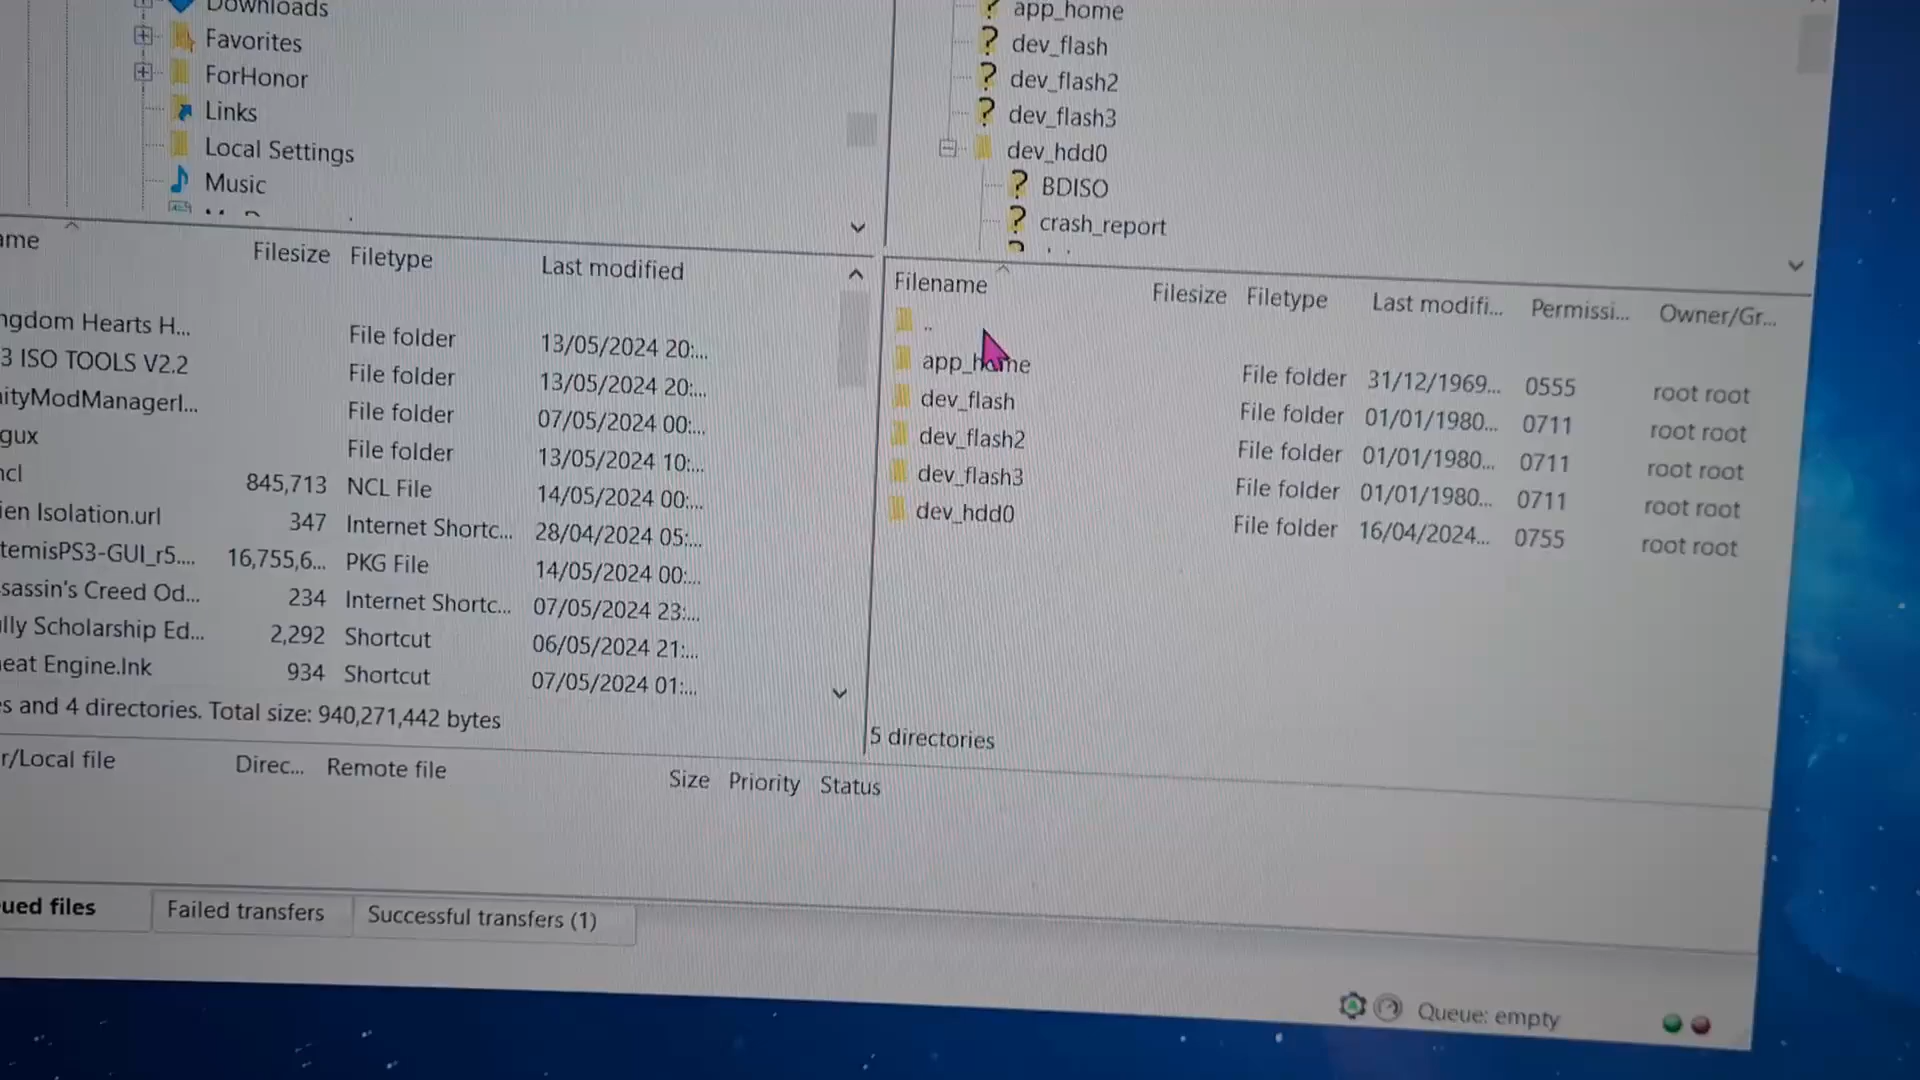 Downloads
Favorites
ForHonor
Links
Local Settings
Music
app_home
dev_flash
dev_flash2
dev_flash3
dev_hdd0
BDISO
crash_report
ame Filesize Filetype Last modified
ngdom Hearts H... File folder 13/05/2024 20:...
3 ISO TOOLS V2.2 File folder 13/05/2024 20:...
ityModManagerI... File folder 07/05/2024 00:...
gux File folder 13/05/2024 10:...
ncl 845,713 NCL File 14/05/2024 00:...
ien Isolation.url 347 Internet Shortc... 28/04/2024 05:...
temisPS3-GUI_r5.... 16,755,6... PKG File 14/05/2024 00:...
sassin's Creed Od... 234 Internet Shortc... 07/05/2024 23:...
lly Scholarship Ed... 2,292 Shortcut 06/05/2024 21:...
eat Engine.lnk 934 Shortcut 07/05/2024 01:...
s and 4 directories. Total size: 940,271,442 bytes
Filename Filesize Filetype Last modifi... Permissi... Owner/Gr...
..
app_home File folder 31/12/1969... 0555 root root
dev_flash File folder 01/01/1980... 0711 root root
dev_flash2 File folder 01/01/1980... 0711 root root
dev_flash3 File folder 01/01/1980... 0711 root root
dev_hdd0 File folder 16/04/2024... 0755 root root
5 directories
r/Local file Direc... Remote file Size Priority Status
ued files Failed transfers Successful transfers (1)
Queue: empty